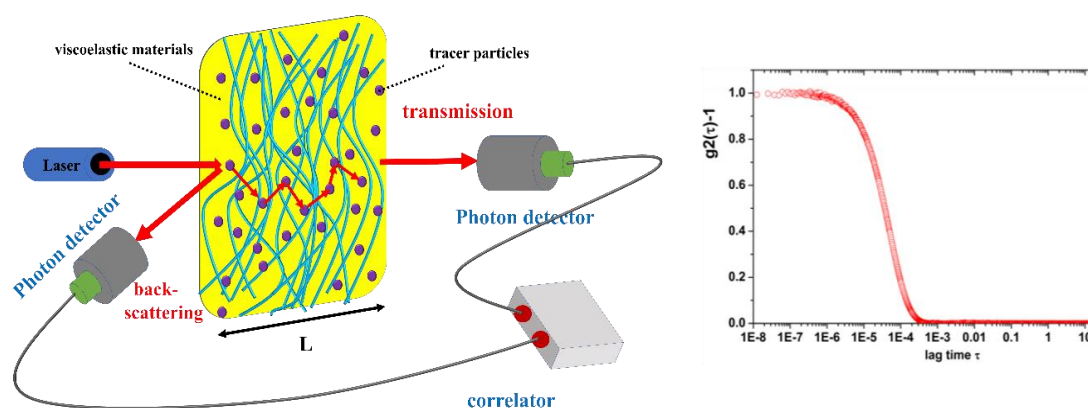 viscoelastic materials
tracer particles
transmission
Laser
Photon detector
Photon detector
back-
scattering
L
correlator
g2(τ)-1
1.0
0.8
0.6
0.4
0.2
0.0
1E-8 1E-7 1E-6 1E-5 1E-4 1E-3 0.01 0.1 1 10
lag time τ